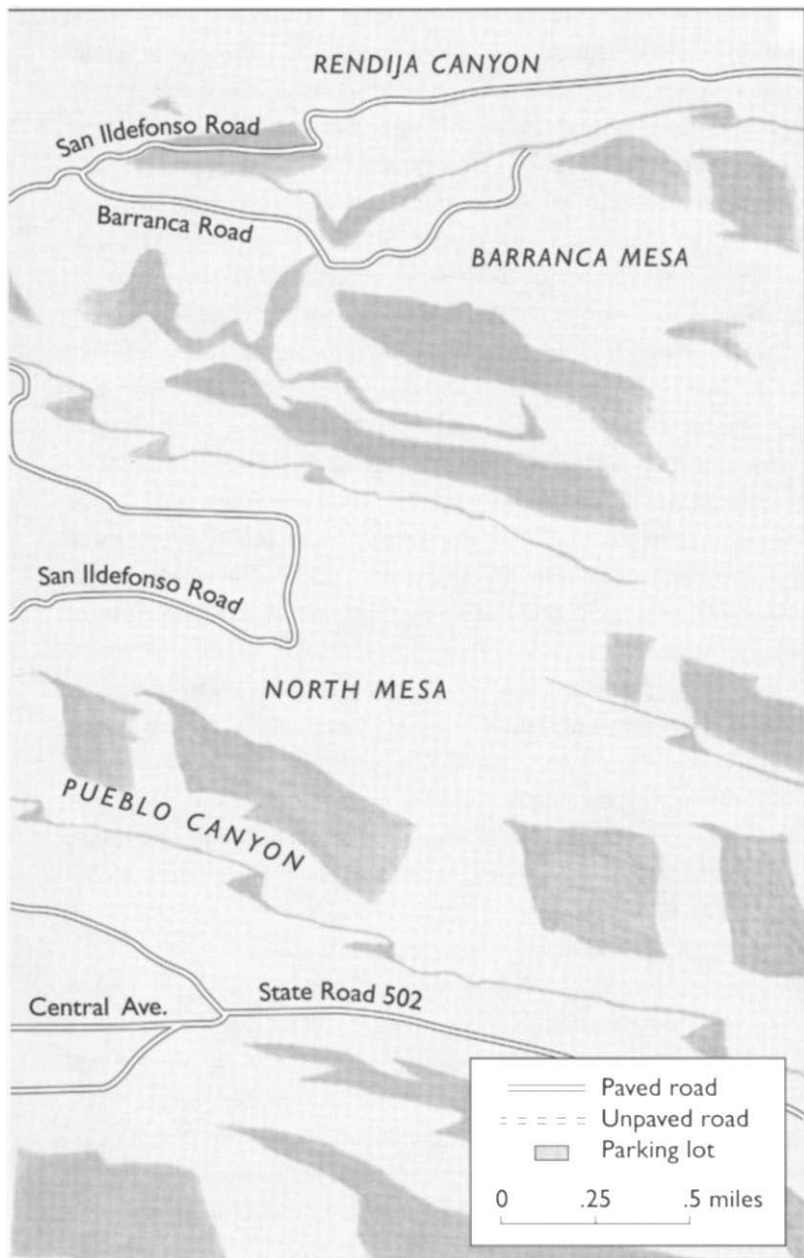 RENDIJA CANYON
San Ildefonso Road
Barranca Road
BARRANCA MESA
San Ildefonso Road
NORTH MESA
PUEBLO CANYON
Central Ave.
State Road 502
Paved road
Unpaved road
Parking lot
0 .25 .5 miles